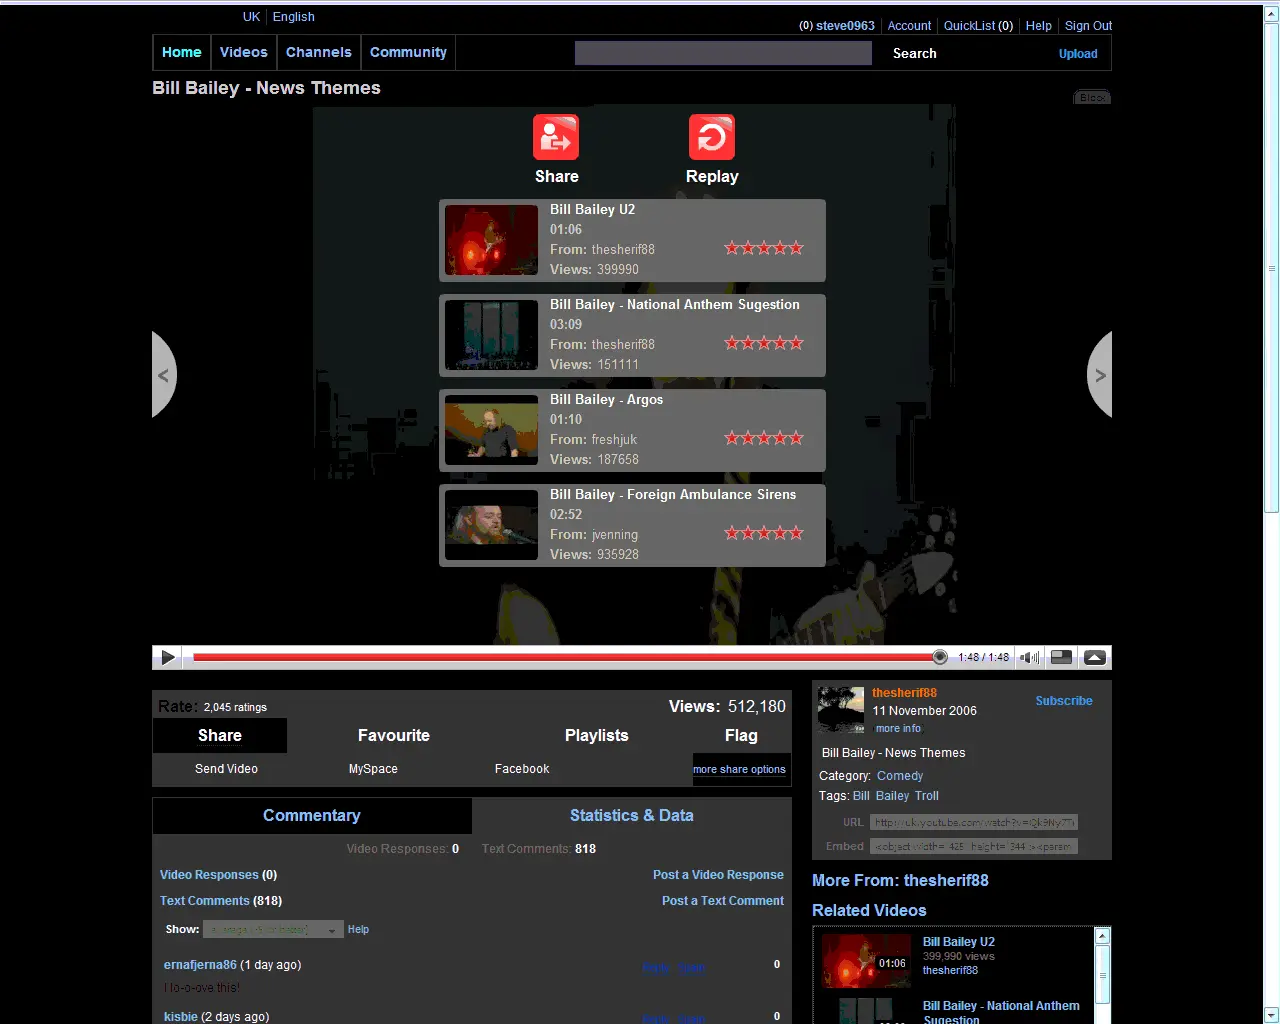 UK English
(0) steve0963 Account QuickList (0) Help Sign Out
Home Videos Channels Community Search Upload
Bill Bailey - News Themes
Share Replay
Bill Bailey U2
01:06
From: thesherif88
Views: 399990
Bill Bailey - National Anthem Sugestion
03:09
From: thesherif88
Views: 151111
Bill Bailey - Argos
01:10
From: freshjuk
Views: 187658
Bill Bailey - Foreign Ambulance Sirens
02:52
From: jvenning
Views: 935928
< >
1:48 / 1:48
Rate: 2,045 ratings Views: 512,180
Share Favourite Playlists Flag
Send Video MySpace Facebook more share options
thesherif88 Subscribe
11 November 2006
more info
Bill Bailey - News Themes
Category: Comedy
Tags: Bill Bailey Troll
URL
Embed
Commentary Statistics & Data
Video Responses: 0 Text Comments: 818
Video Responses (0) Post a Video Response
Text Comments (818) Post a Text Comment
Show: Help
ernafjerna86 (1 day ago) 0
I lo-o-ove this!
kisbie (2 days ago) 0
More From: thesherif88
Related Videos
01:06 Bill Bailey U2
399,990 views
thesherif88
Bill Bailey - National Anthem
Sugestion